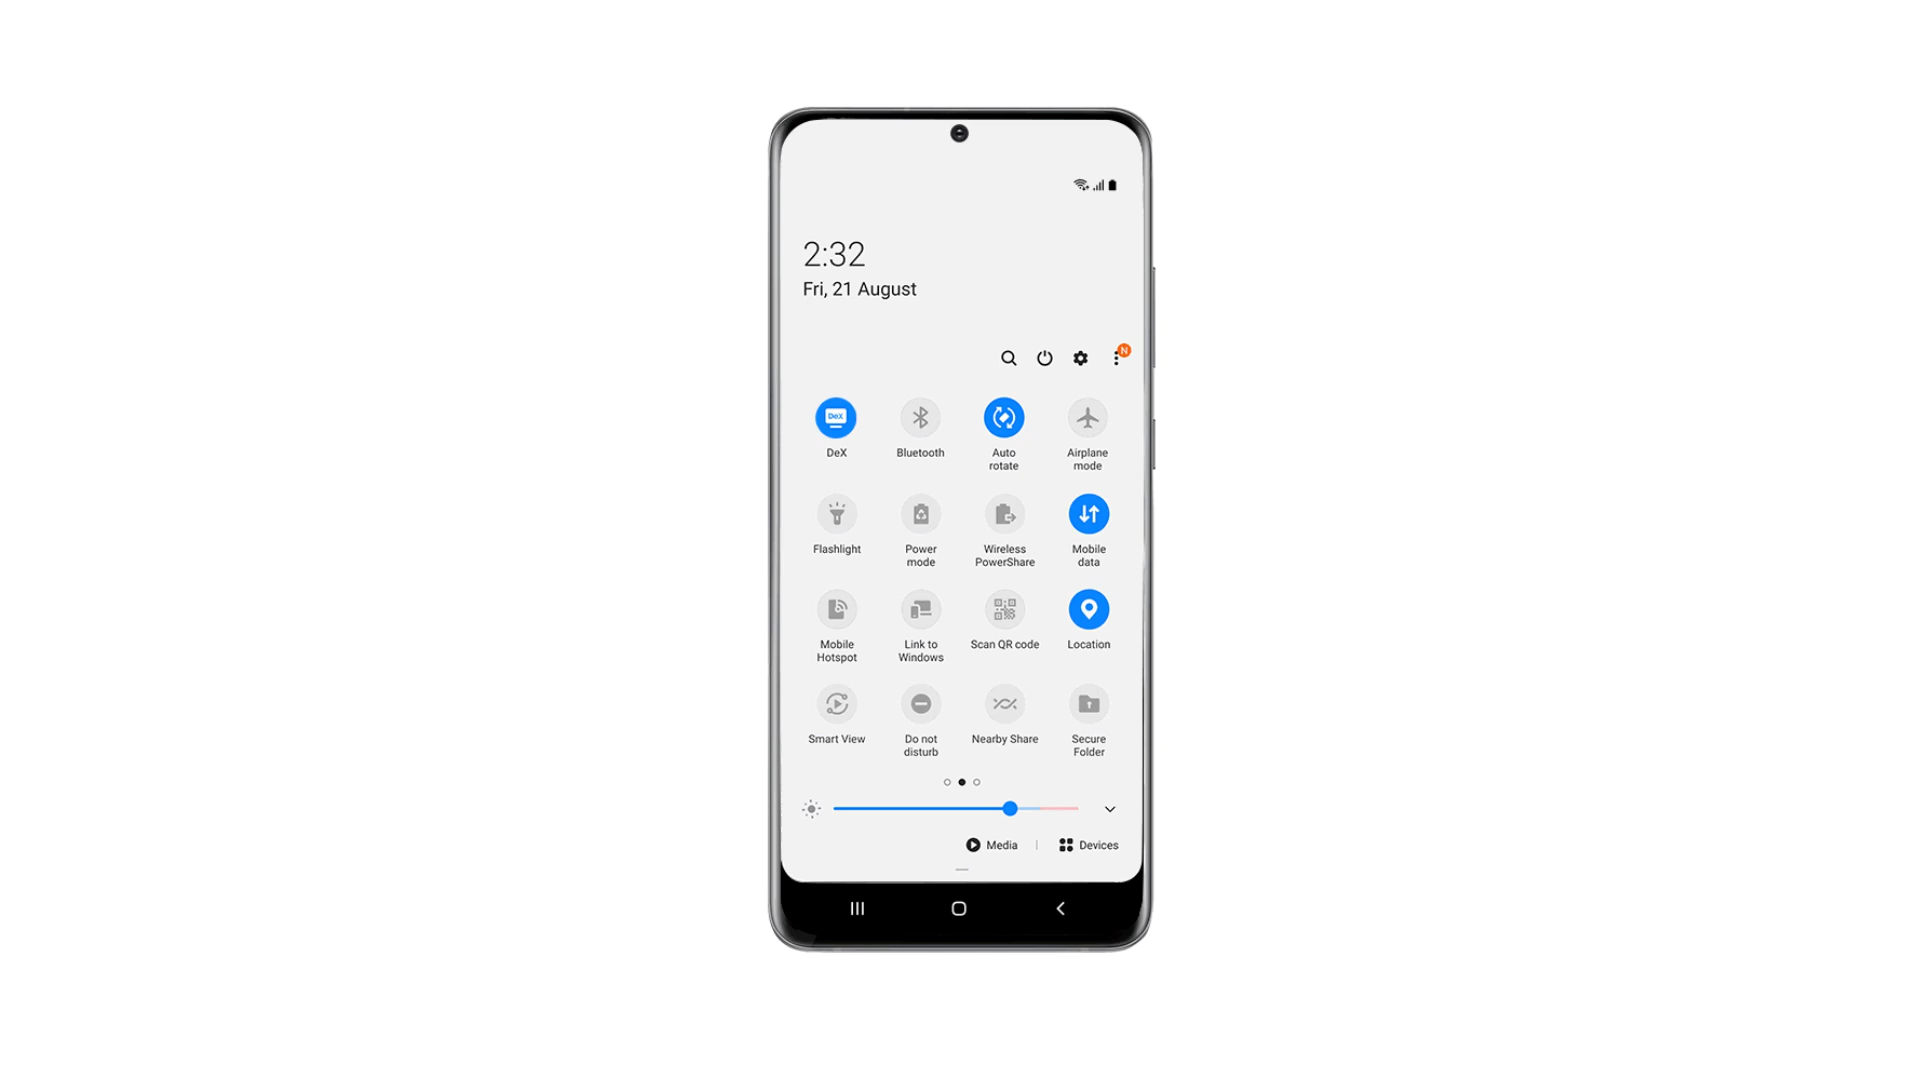 2:32
Fri, 21 August
N
DeX
DeX
Bluetooth
Auto
rotate
Airplane
mode
Flashlight
Power
mode
Wireless
PowerShare
Mobile
data
Mobile
Hotspot
Link to
Windows
Scan QR code
Location
Smart View
Do not
disturb
Nearby Share
Secure
Folder
Media
Devices